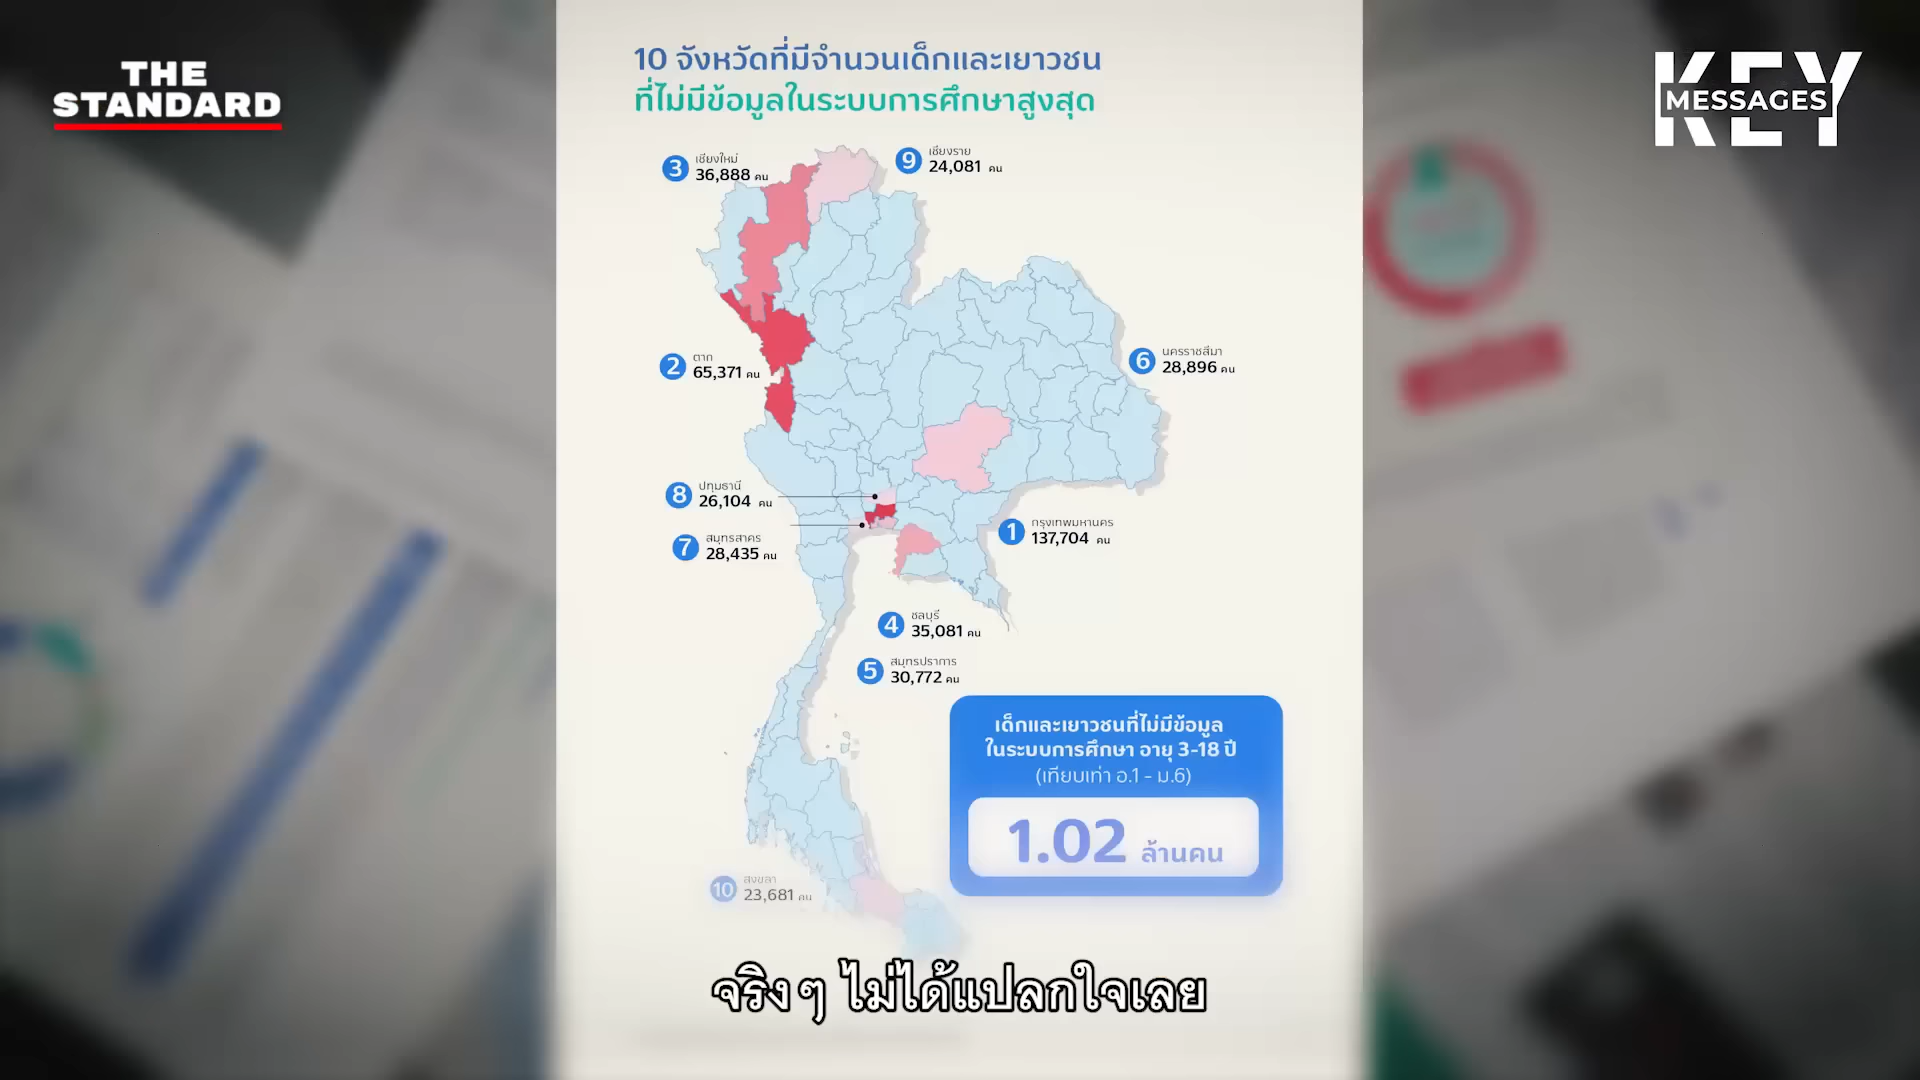 THE
STANDARD
KEY
MESSAGES
10 จังหวัดที่มีจำนวนเด็กและเยาวชน
ที่ไม่มีข้อมูลในระบบการศึกษาสูงสุด
3 เชียงใหม่
36,888 คน
9 เชียงราย
24,081 คน
2 ตาก
65,371 คน
6 นครราชสีมา
28,896 คน
8 ปทุมธานี
26,104 คน
1 กรุงเทพมหานคร
137,704 คน
7 สมุทรสาคร
28,435 คน
4 ชลบุรี
35,081 คน
5 สมุทรปราการ
30,772 คน
เด็กและเยาวชนที่ไม่มีข้อมูล
ในระบบการศึกษา อายุ 3-18 ปี
(เทียบเท่า อ.1 - ม.6)
1.02 ล้านคน
10 สงขลา
23,681 คน
จริงๆ ไม่ได้แปลกใจเลย